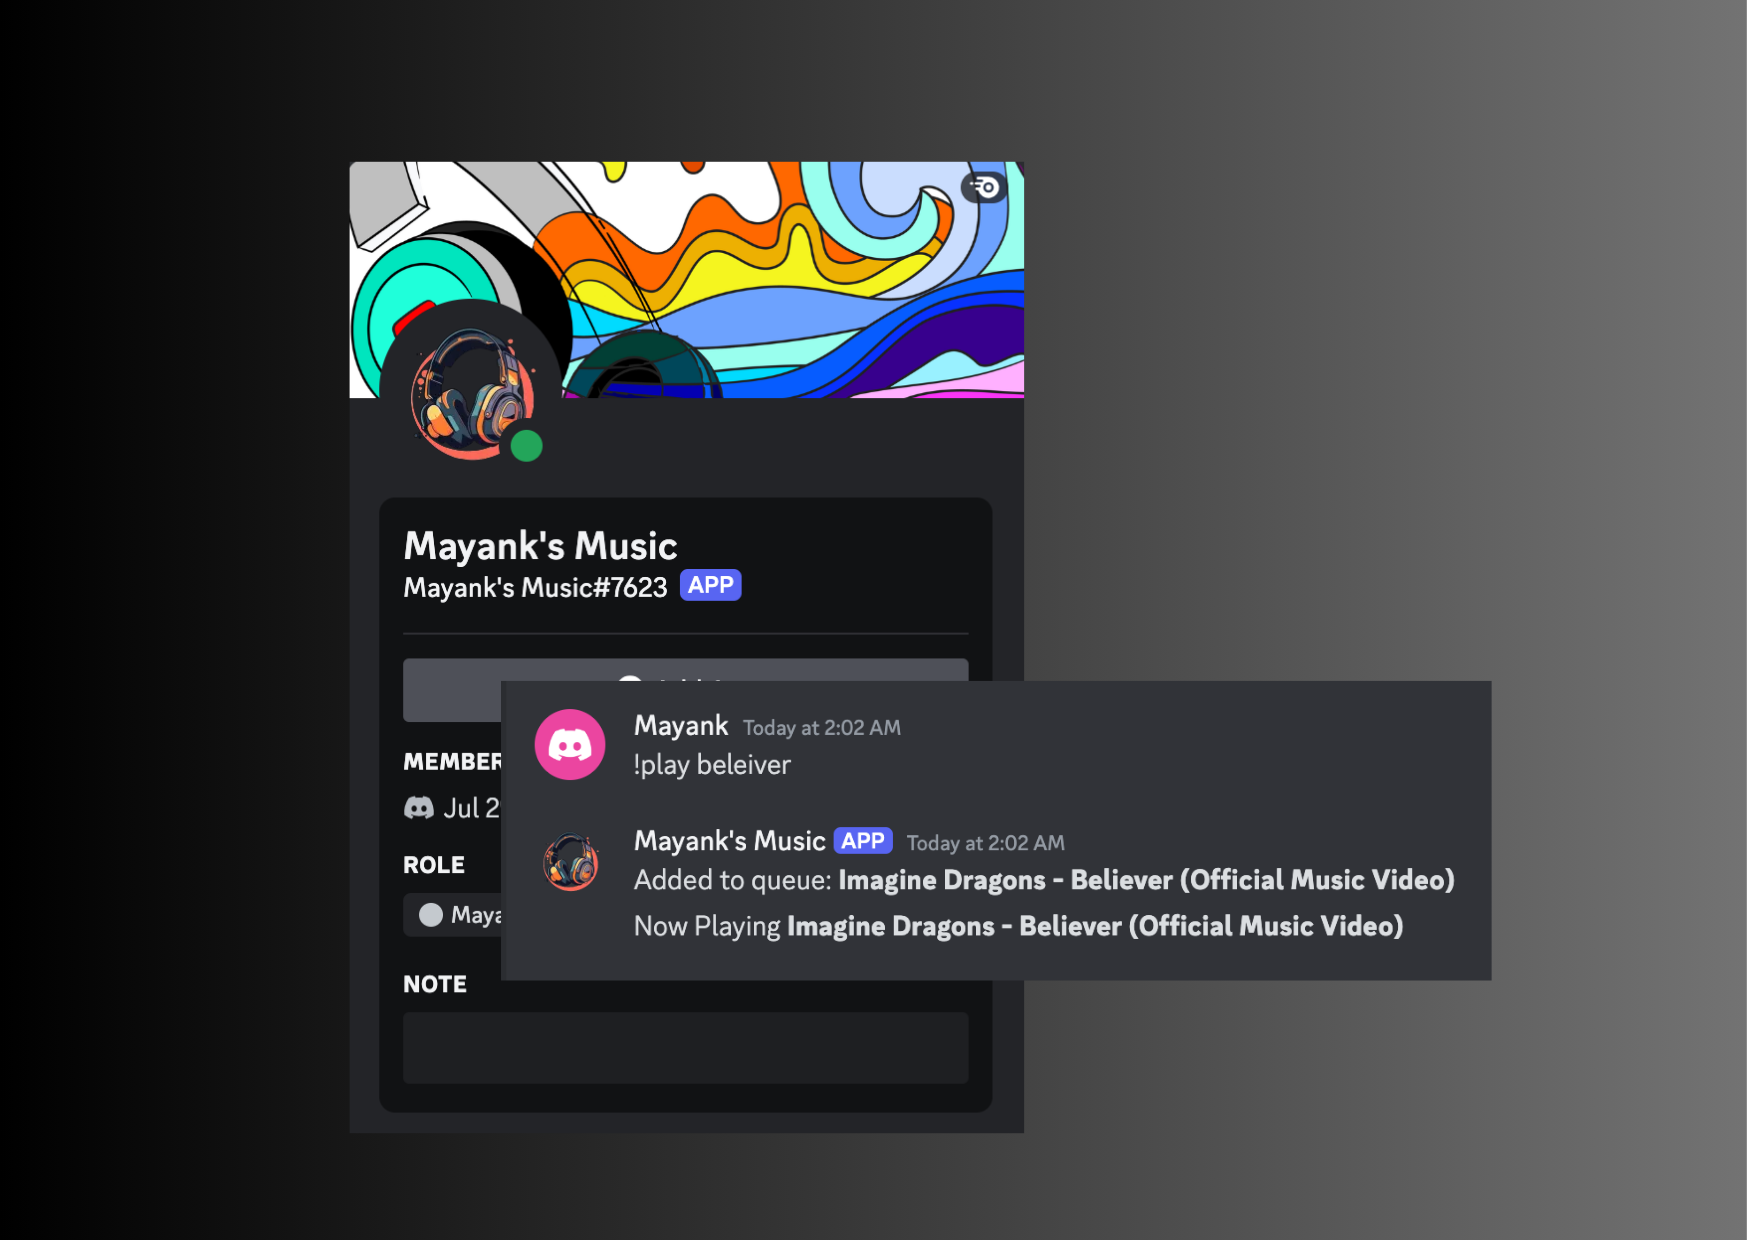 Mayank's Music
Mayank's Music#7623 APP
MEMBER
Jul 2
ROLE
Maya
NOTE
Mayank Today at 2:02 AM
!play beleiver
Mayank's Music APP Today at 2:02 AM
Added to queue: Imagine Dragons - Believer (Official Music Video)
Now Playing Imagine Dragons - Believer (Official Music Video)